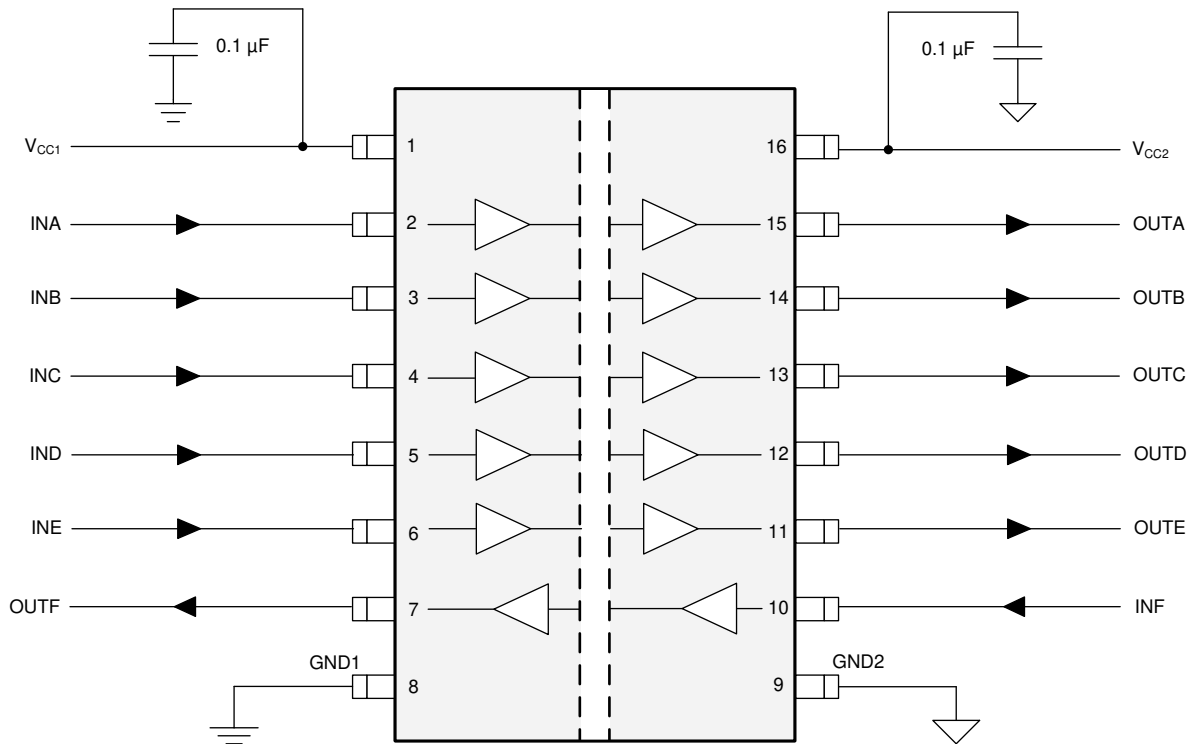 0.1 µF
0.1 µF
VCC1
1
16
VCC2
INA
2
15
OUTA
INB
3
14
OUTB
INC
4
13
OUTC
IND
5
12
OUTD
INE
6
11
OUTE
OUTF
7
10
INF
GND1
8
9
GND2